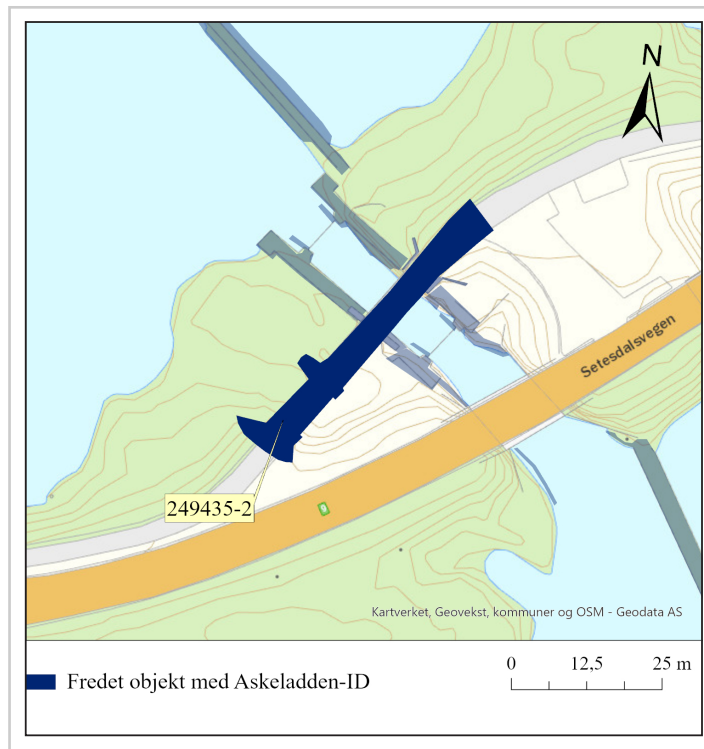 N
Setesdalsvegen
249435-2
Kartverket, Geovekst, kommuner og OSM - Geodata AS
Fredet objekt med Askeladden-ID
0 12,5 25 m